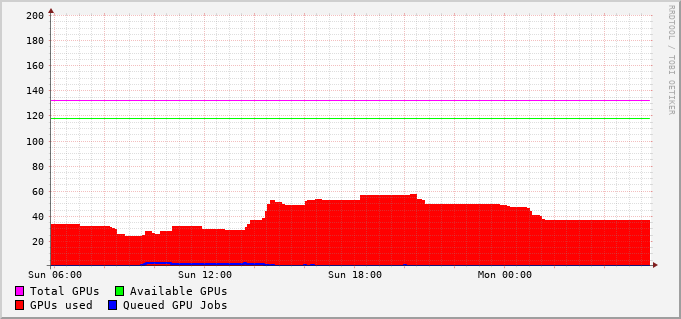 200
180
160
140
120
100
80
60
40
20
Sun 06:00 Sun 12:00 Sun 18:00 Mon 00:00
Total GPUs Available GPUs
GPUs used Queued GPU Jobs
RRDTOOL / TOBI OETIKER